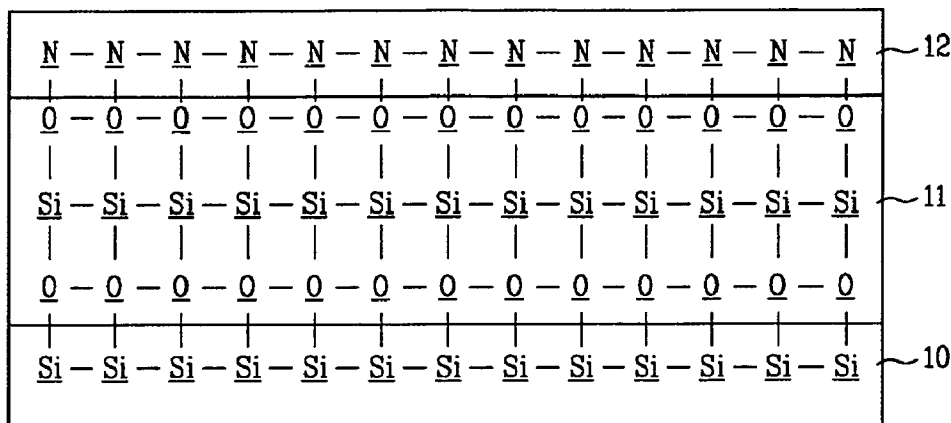 N — N — N — N — N — N — N — N — N — N — N — N — N 12
O — O — O — O — O — O — O — O — O — O — O — O — O
Si — Si — Si — Si — Si — Si — Si — Si — Si — Si — Si — Si — Si 11
O — O — O — O — O — O — O — O — O — O — O — O — O
Si — Si — Si — Si — Si — Si — Si — Si — Si — Si — Si — Si — Si 10